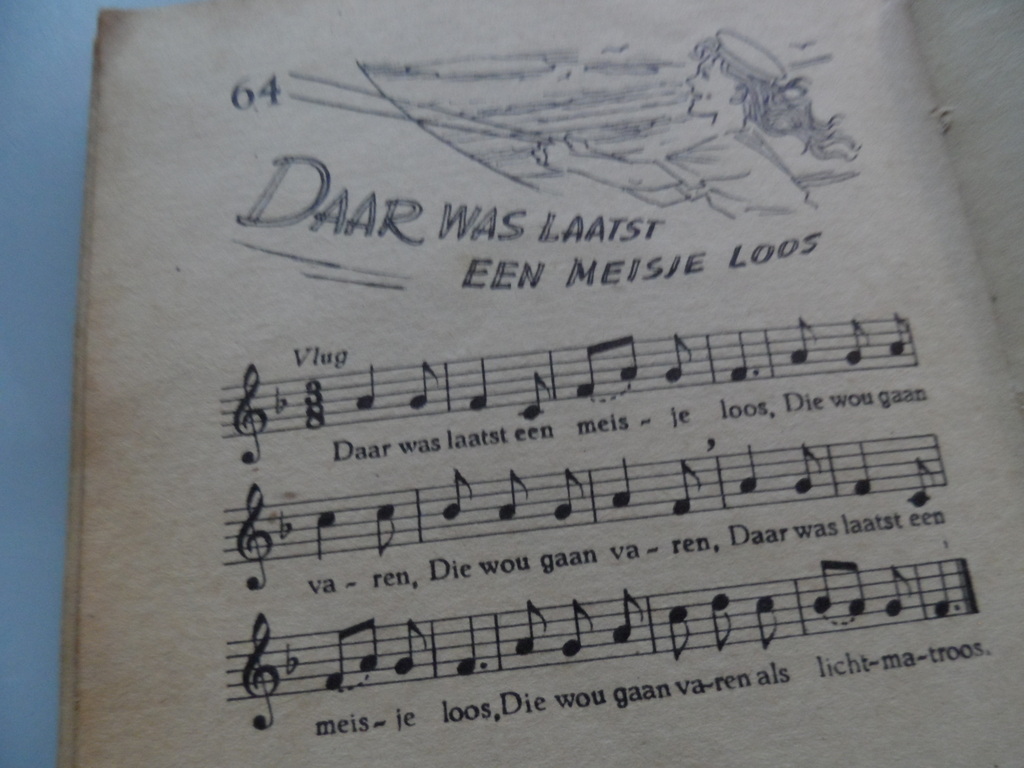 64
DAAR WAS LAATST
EEN MEISJE LOOS
Vlug
3
8
Daar was laatst een meis - je loos, Die wou gaan
va - ren, Die wou gaan va - ren, Daar was laatst een
meis - je loos, Die wou gaan va-ren als licht-ma-troos.